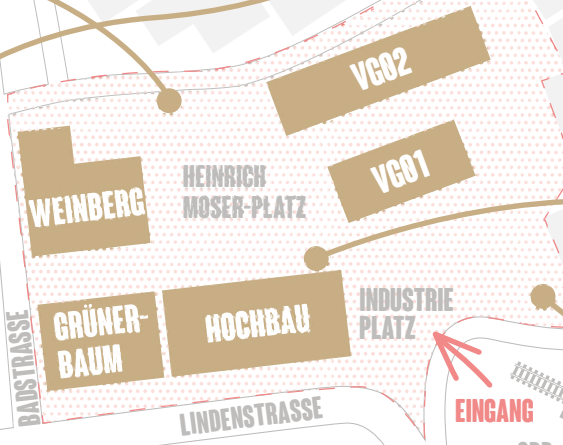 VG02
VG01
HEINRICH
MOSER-PLATZ
WEINBERG
GRÜNER-
BAUM
HOCHBAU
INDUSTRIE
PLATZ
BADSTRASSE
LINDENSTRASSE
EINGANG